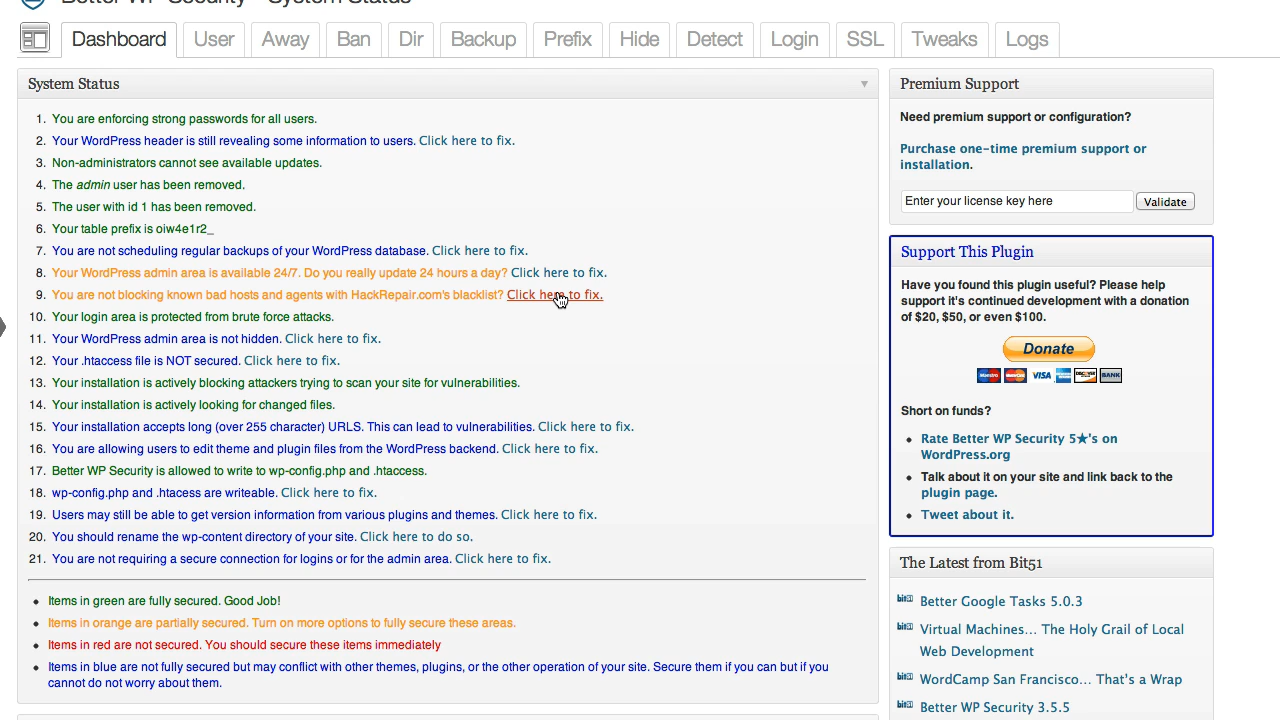 Better WP Security - System Status
Dashboard
User
Away
Ban
Dir
Backup
Prefix
Hide
Detect
Login
SSL
Tweaks
Logs
System Status
1. You are enforcing strong passwords for all users.
2. Your WordPress header is still revealing some information to users. Click here to fix.
3. Non-administrators cannot see available updates.
4. The admin user has been removed.
5. The user with id 1 has been removed.
6. Your table prefix is oiw4e1r2_
7. You are not scheduling regular backups of your WordPress database. Click here to fix.
8. Your WordPress admin area is available 24/7. Do you really update 24 hours a day? Click here to fix.
9. You are not blocking known bad hosts and agents with HackRepair.com's blacklist? Click here to fix.
10. Your login area is protected from brute force attacks.
11. Your WordPress admin area is not hidden. Click here to fix.
12. Your .htaccess file is NOT secured. Click here to fix.
13. Your installation is actively blocking attackers trying to scan your site for vulnerabilities.
14. Your installation is actively looking for changed files.
15. Your installation accepts long (over 255 character) URLS. This can lead to vulnerabilities. Click here to fix.
16. You are allowing users to edit theme and plugin files from the WordPress backend. Click here to fix.
17. Better WP Security is allowed to write to wp-config.php and .htaccess.
18. wp-config.php and .htacess are writeable. Click here to fix.
19. Users may still be able to get version information from various plugins and themes. Click here to fix.
20. You should rename the wp-content directory of your site. Click here to do so.
21. You are not requiring a secure connection for logins or for the admin area. Click here to fix.
Items in green are fully secured. Good Job!
Items in orange are partially secured. Turn on more options to fully secure these areas.
Items in red are not secured. You should secure these items immediately
Items in blue are not fully secured but may conflict with other themes, plugins, or the other operation of your site. Secure them if you can but if you
cannot do not worry about them.
Premium Support
Need premium support or configuration?
Purchase one-time premium support or
installation.
Enter your license key here
Validate
Support This Plugin
Have you found this plugin useful? Please help
support it's continued development with a donation
of $20, $50, or even $100.
Donate
VISA
BANK
Short on funds?
Rate Better WP Security 5★'s on
WordPress.org
Talk about it on your site and link back to the
plugin page.
Tweet about it.
The Latest from Bit51
Better Google Tasks 5.0.3
Virtual Machines… The Holy Grail of Local
Web Development
WordCamp San Francisco… That's a Wrap
Better WP Security 3.5.5